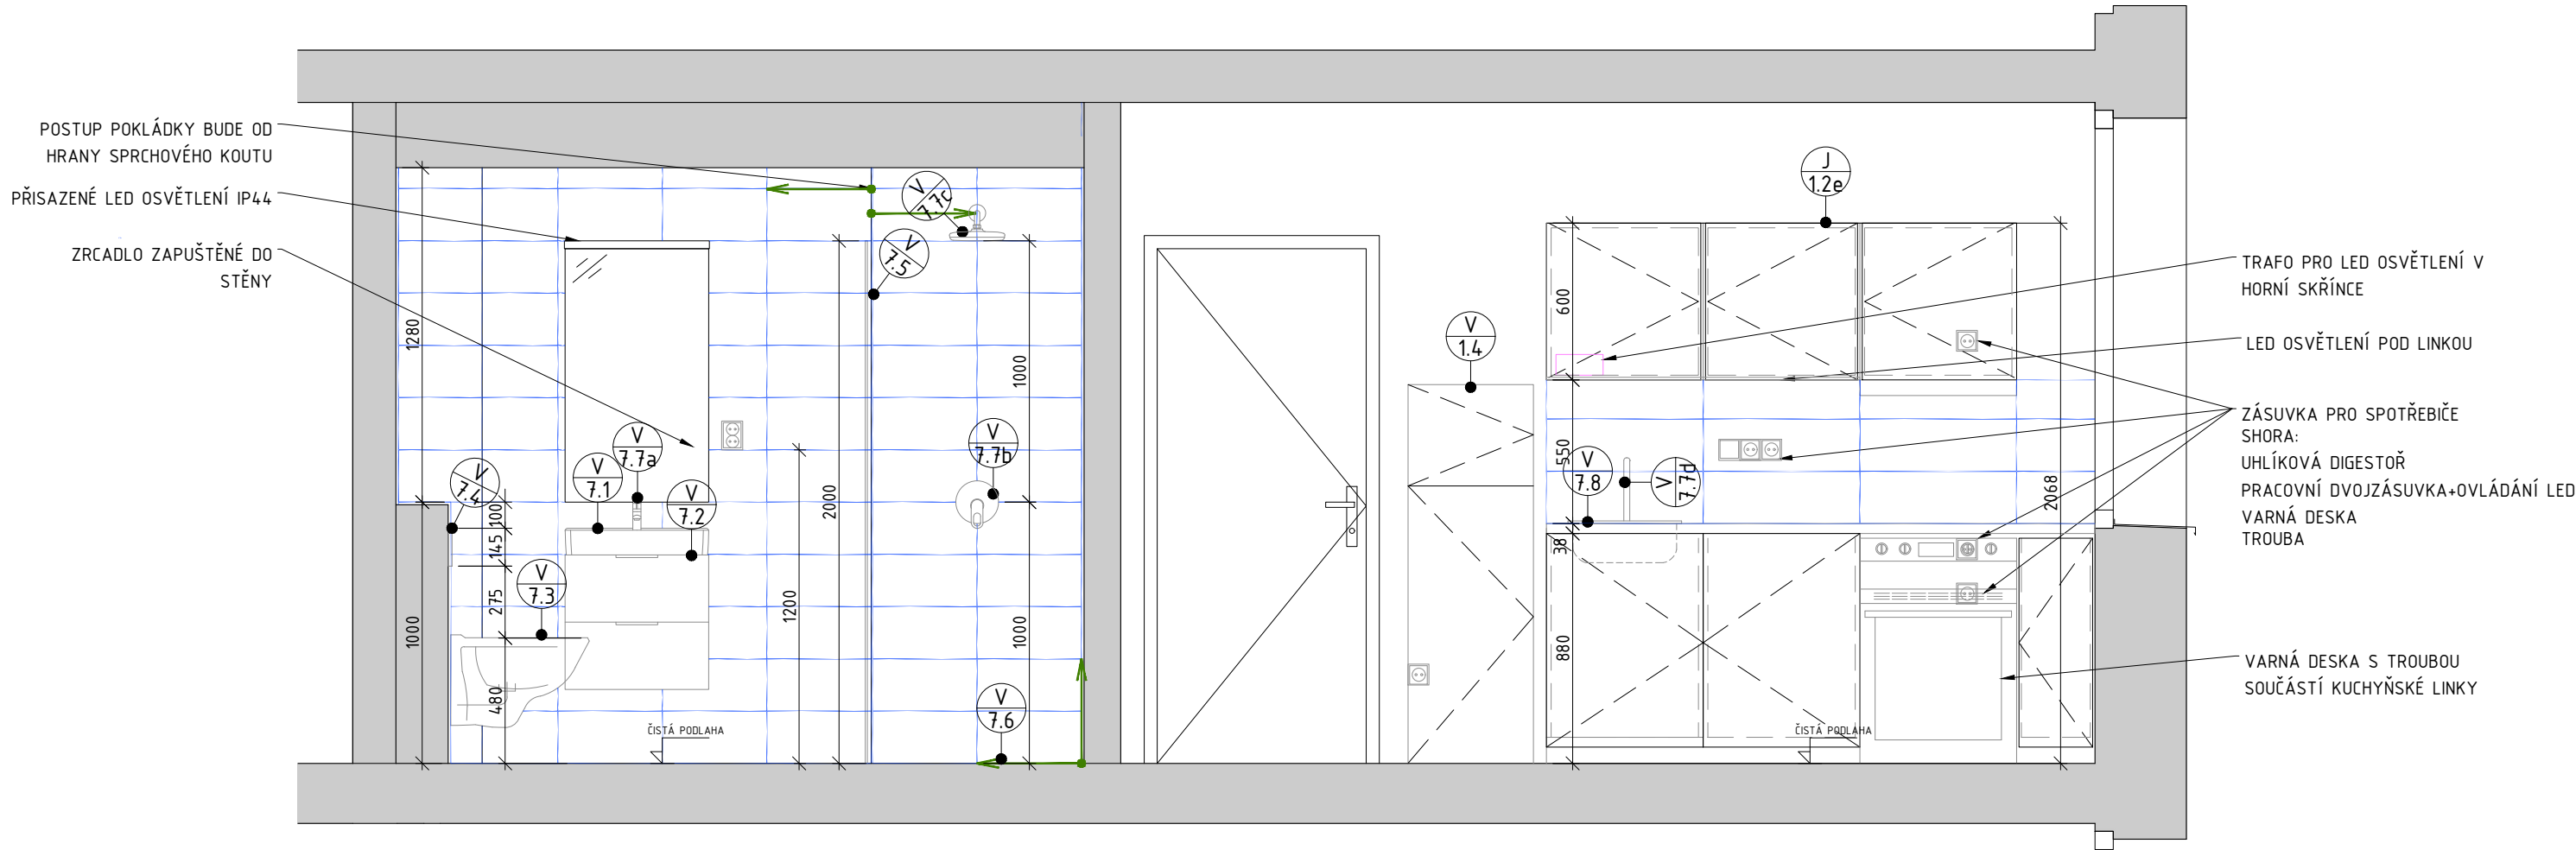 POSTUP POKLÁDKY BUDE OD
HRANY SPRCHOVÉHO KOUTU
PŘISAZENÉ LED OSVĚTLENÍ IP44
ZRCADLO ZAPUŠTĚNÉ DO
STĚNY
1280
1000
V
7.4
100
145
275
480
V
7.3
V
7.1
V
7.7a
V
7.2
1200
2000
V
7.5
V
7.7c
V
7.7b
1000
1000
V
7.6
ČISTÁ PODLAHA
V
1.4
J
1.2e
600
550
38
880
V
7.8
V
7.7d
2068
ČISTÁ PODLAHA
TRAFO PRO LED OSVĚTLENÍ V
HORNÍ SKŘÍNCE
LED OSVĚTLENÍ POD LINKOU
ZÁSUVKA PRO SPOTŘEBIČE
SHORA:
UHLÍKOVÁ DIGESTOŘ
PRACOVNÍ DVOJZÁSUVKA+OVLÁDÁNÍ LED
VARNÁ DESKA
TROUBA
VARNÁ DESKA S TROUBOU
SOUČÁSTÍ KUCHYŇSKÉ LINKY